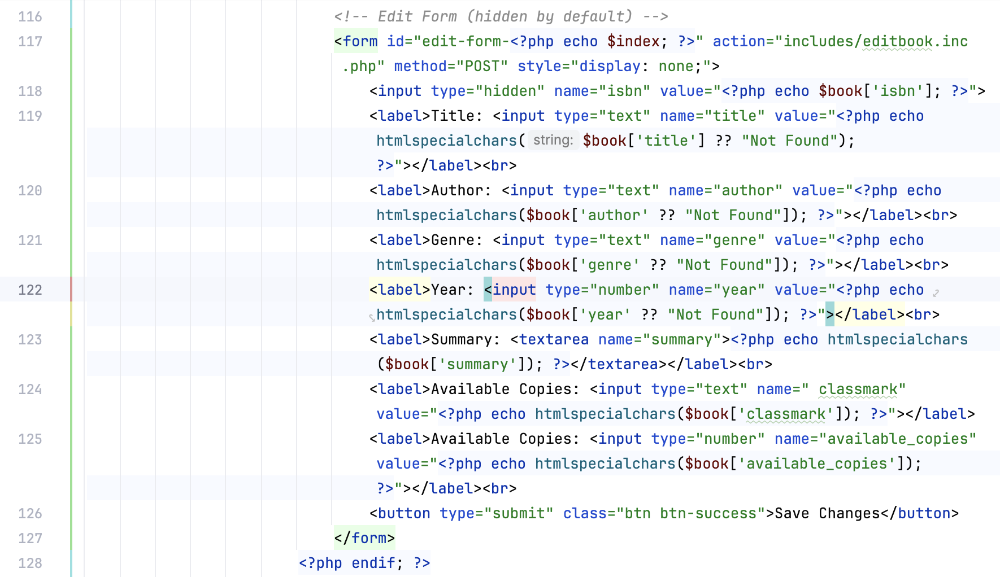 116 <!-- Edit Form (hidden by default) -->
117 <form id="edit-form-<?php echo $index; ?>" action="includes/editbook.inc
.php" method="POST" style="display: none;">
118 <input type="hidden" name="isbn" value="<?php echo $book['isbn']; ?>">
119 <label>Title: <input type="text" name="title" value="<?php echo
htmlspecialchars( string: $book['title'] ?? "Not Found");
?>"></label><br>
120 <label>Author: <input type="text" name="author" value="<?php echo
htmlspecialchars($book['author' ?? "Not Found"]); ?>"></label><br>
121 <label>Genre: <input type="text" name="genre" value="<?php echo
htmlspecialchars($book['genre' ?? "Not Found"]); ?>"></label><br>
122 <label>Year: <input type="number" name="year" value="<?php echo
htmlspecialchars($book['year' ?? "Not Found"]); ?>"></label><br>
123 <label>Summary: <textarea name="summary"><?php echo htmlspecialchars
($book['summary']); ?></textarea></label><br>
124 <label>Available Copies: <input type="text" name=" classmark"
value="<?php echo htmlspecialchars($book['classmark']); ?>"></label>
125 <label>Available Copies: <input type="number" name="available_copies"
value="<?php echo htmlspecialchars($book['available_copies']);
?>"></label><br>
126 <button type="submit" class="btn btn-success">Save Changes</button>
127 </form>
128 <?php endif; ?>